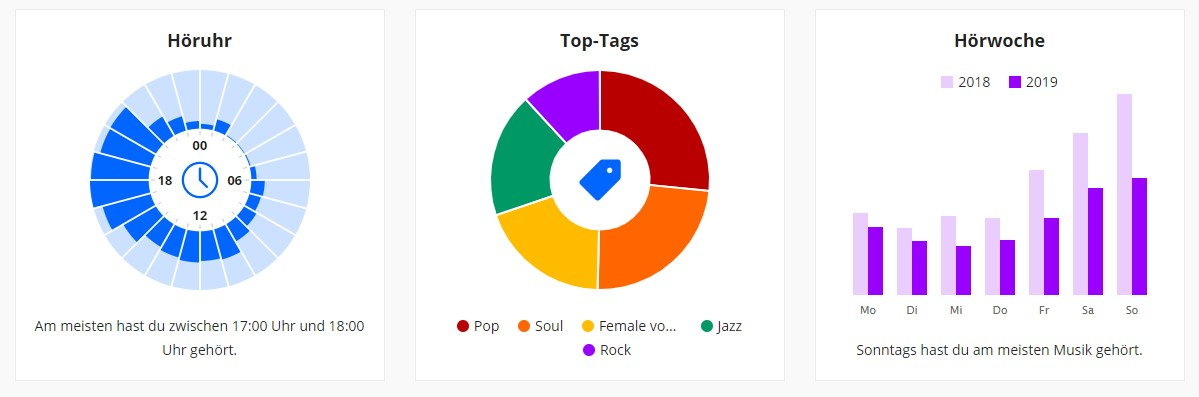 Höruhr
00
18
06
12
Am meisten hast du zwischen 17:00 Uhr und 18:00
Uhr gehört.
Top-Tags
Pop Soul Female vo... Jazz
Rock
Hörwoche
2018 2019
Mo Di Mi Do Fr Sa So
Sonntags hast du am meisten Musik gehört.